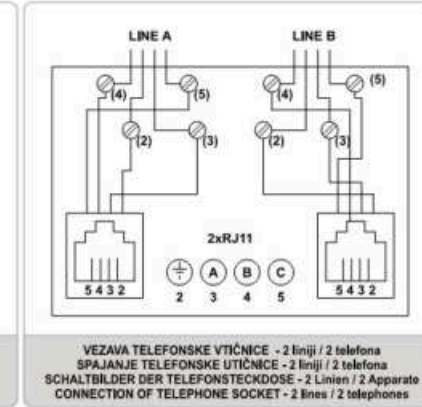 LINE A
LINE B
(4) (5) (4) (5)
(2) (3) (2) (3)
2xRJ11
A B C
5 4 3 2 2 3 4 5 5 4 3 2
VEZAVA TELEFONSKE VTIČNICE - 2 liniji / 2 telefona
SPAJANJE TELEFONSKE UTIČNICE - 2 liniji / 2 telefona
SCHALTBILDER DER TELEFONSTECKDOSE - 2 Linien / 2 Apparate
CONNECTION OF TELEPHONE SOCKET - 2 lines / 2 telephones